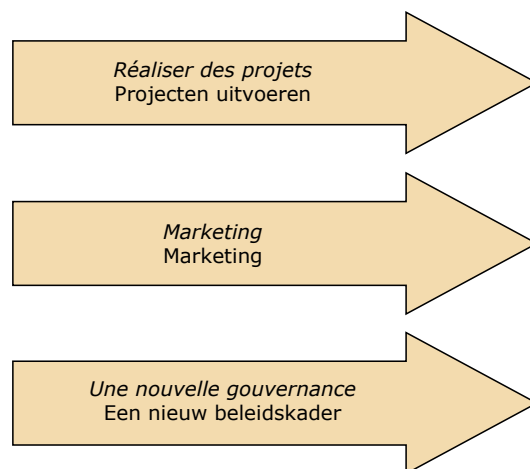 Réaliser des projets
Projecten uitvoeren
Marketing
Marketing
Une nouvelle gouvernance
Een nieuw beleidskader